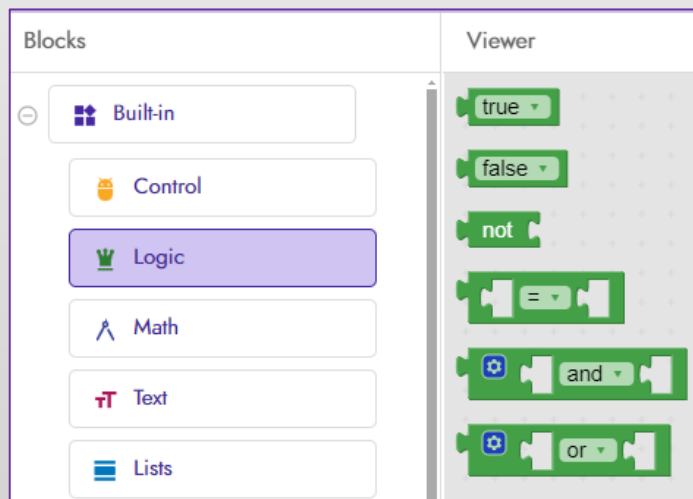 Blocks
Viewer
Built-in
Control
Logic
Math
Text
Lists
true
false
not
=
and
or